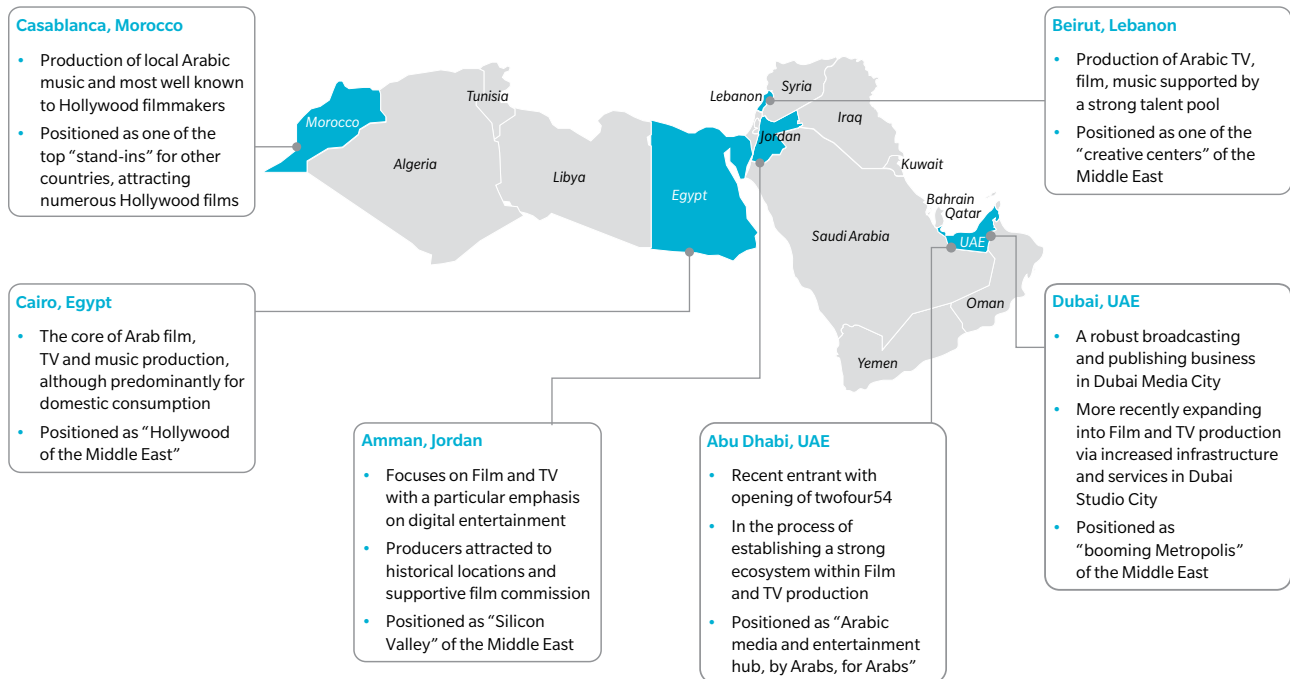 Casablanca, Morocco
• Production of local Arabic
music and most well known
to Hollywood filmmakers
• Positioned as one of the
top “stand-ins” for other
countries, attracting
numerous Hollywood films
Beirut, Lebanon
• Production of Arabic TV,
film, music supported by
a strong talent pool
• Positioned as one of the
“creative centers” of the
Middle East
Morocco
Algeria
Tunisia
Libya
Egypt
Lebanon
Syria
Jordan
Iraq
Kuwait
Bahrain
Qatar
UAE
Saudi Arabia
Oman
Yemen
Cairo, Egypt
• The core of Arab film,
TV and music production,
although predominantly for
domestic consumption
• Positioned as “Hollywood
of the Middle East”
Amman, Jordan
• Focuses on Film and TV
with a particular emphasis
on digital entertainment
• Producers attracted to
historical locations and
supportive film commission
• Positioned as “Silicon
Valley” of the Middle East
Abu Dhabi, UAE
• Recent entrant with
opening of twofour54
• In the process of
establishing a strong
ecosystem within Film
and TV production
• Positioned as “Arabic
media and entertainment
hub, by Arabs, for Arabs”
Dubai, UAE
• A robust broadcasting
and publishing business
in Dubai Media City
• More recently expanding
into Film and TV production
via increased infrastructure
and services in Dubai
Studio City
• Positioned as
“booming Metropolis”
of the Middle East